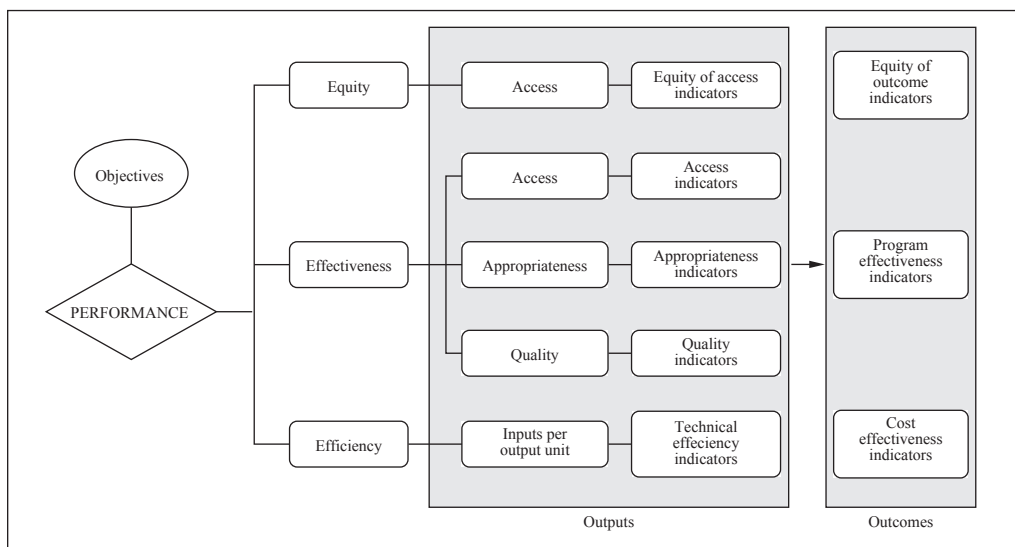 Objectives
PERFORMANCE
Equity
Access
Equity of access
indicators
Equity of
outcome
indicators
Effectiveness
Access
Access
indicators
Appropriateness
Appropriateness
indicators
Program
effectiveness
indicators
Quality
Quality
indicators
Efficiency
Inputs per
output unit
Technical
effeciency
indicators
Cost
effectiveness
indicators
Outputs
Outcomes